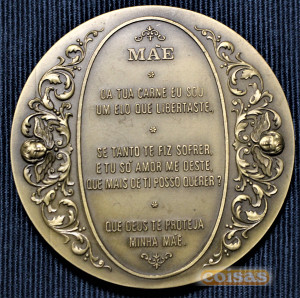 MÃE
*
DA TUA CARNE EU SOU
UM ELO QUE LIBERTASTE.
*
SE TANTO TE FIZ SOFRER,
E TU SÓ AMOR ME DESTE,
QUE MAIS DE TI POSSO QUERER?
*
QUE DEUS TE PROTEJA
MINHA MÃE.
coisas